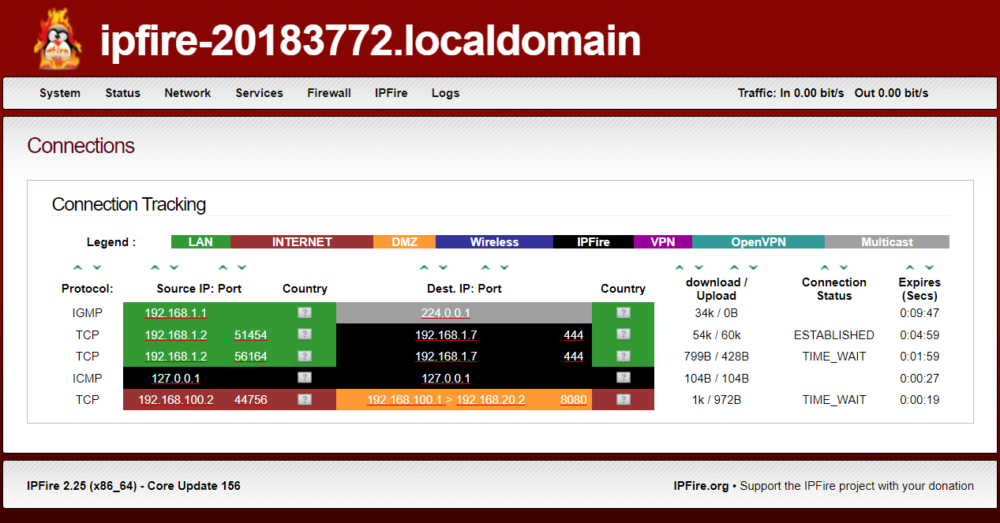 ipfire-20183772.localdomain
System Status Network Services Firewall IPFire Logs Traffic: In 0.00 bit/s Out 0.00 bit/s
Connections
Connection Tracking
Legend : LAN INTERNET DMZ Wireless IPFire VPN OpenVPN Multicast
Protocol: Source IP: Port Country Dest. IP: Port Country download / Upload Connection Status Expires (Secs)
IGMP 192.168.1.1 ? 224.0.0.1 ? 34k / 0B 0:09:47
TCP 192.168.1.2 51454 ? 192.168.1.7 444 ? 54k / 60k ESTABLISHED 0:04:59
TCP 192.168.1.2 56164 ? 192.168.1.7 444 ? 799B / 428B TIME_WAIT 0:01:59
ICMP 127.0.0.1 ? 127.0.0.1 ? 104B / 104B 0:00:27
TCP 192.168.100.2 44756 ? 192.168.100.1 > 192.168.20.2 8080 ? 1k / 972B TIME_WAIT 0:00:19
IPFire 2.25 (x86_64) - Core Update 156 IPFire.org • Support the IPFire project with your donation